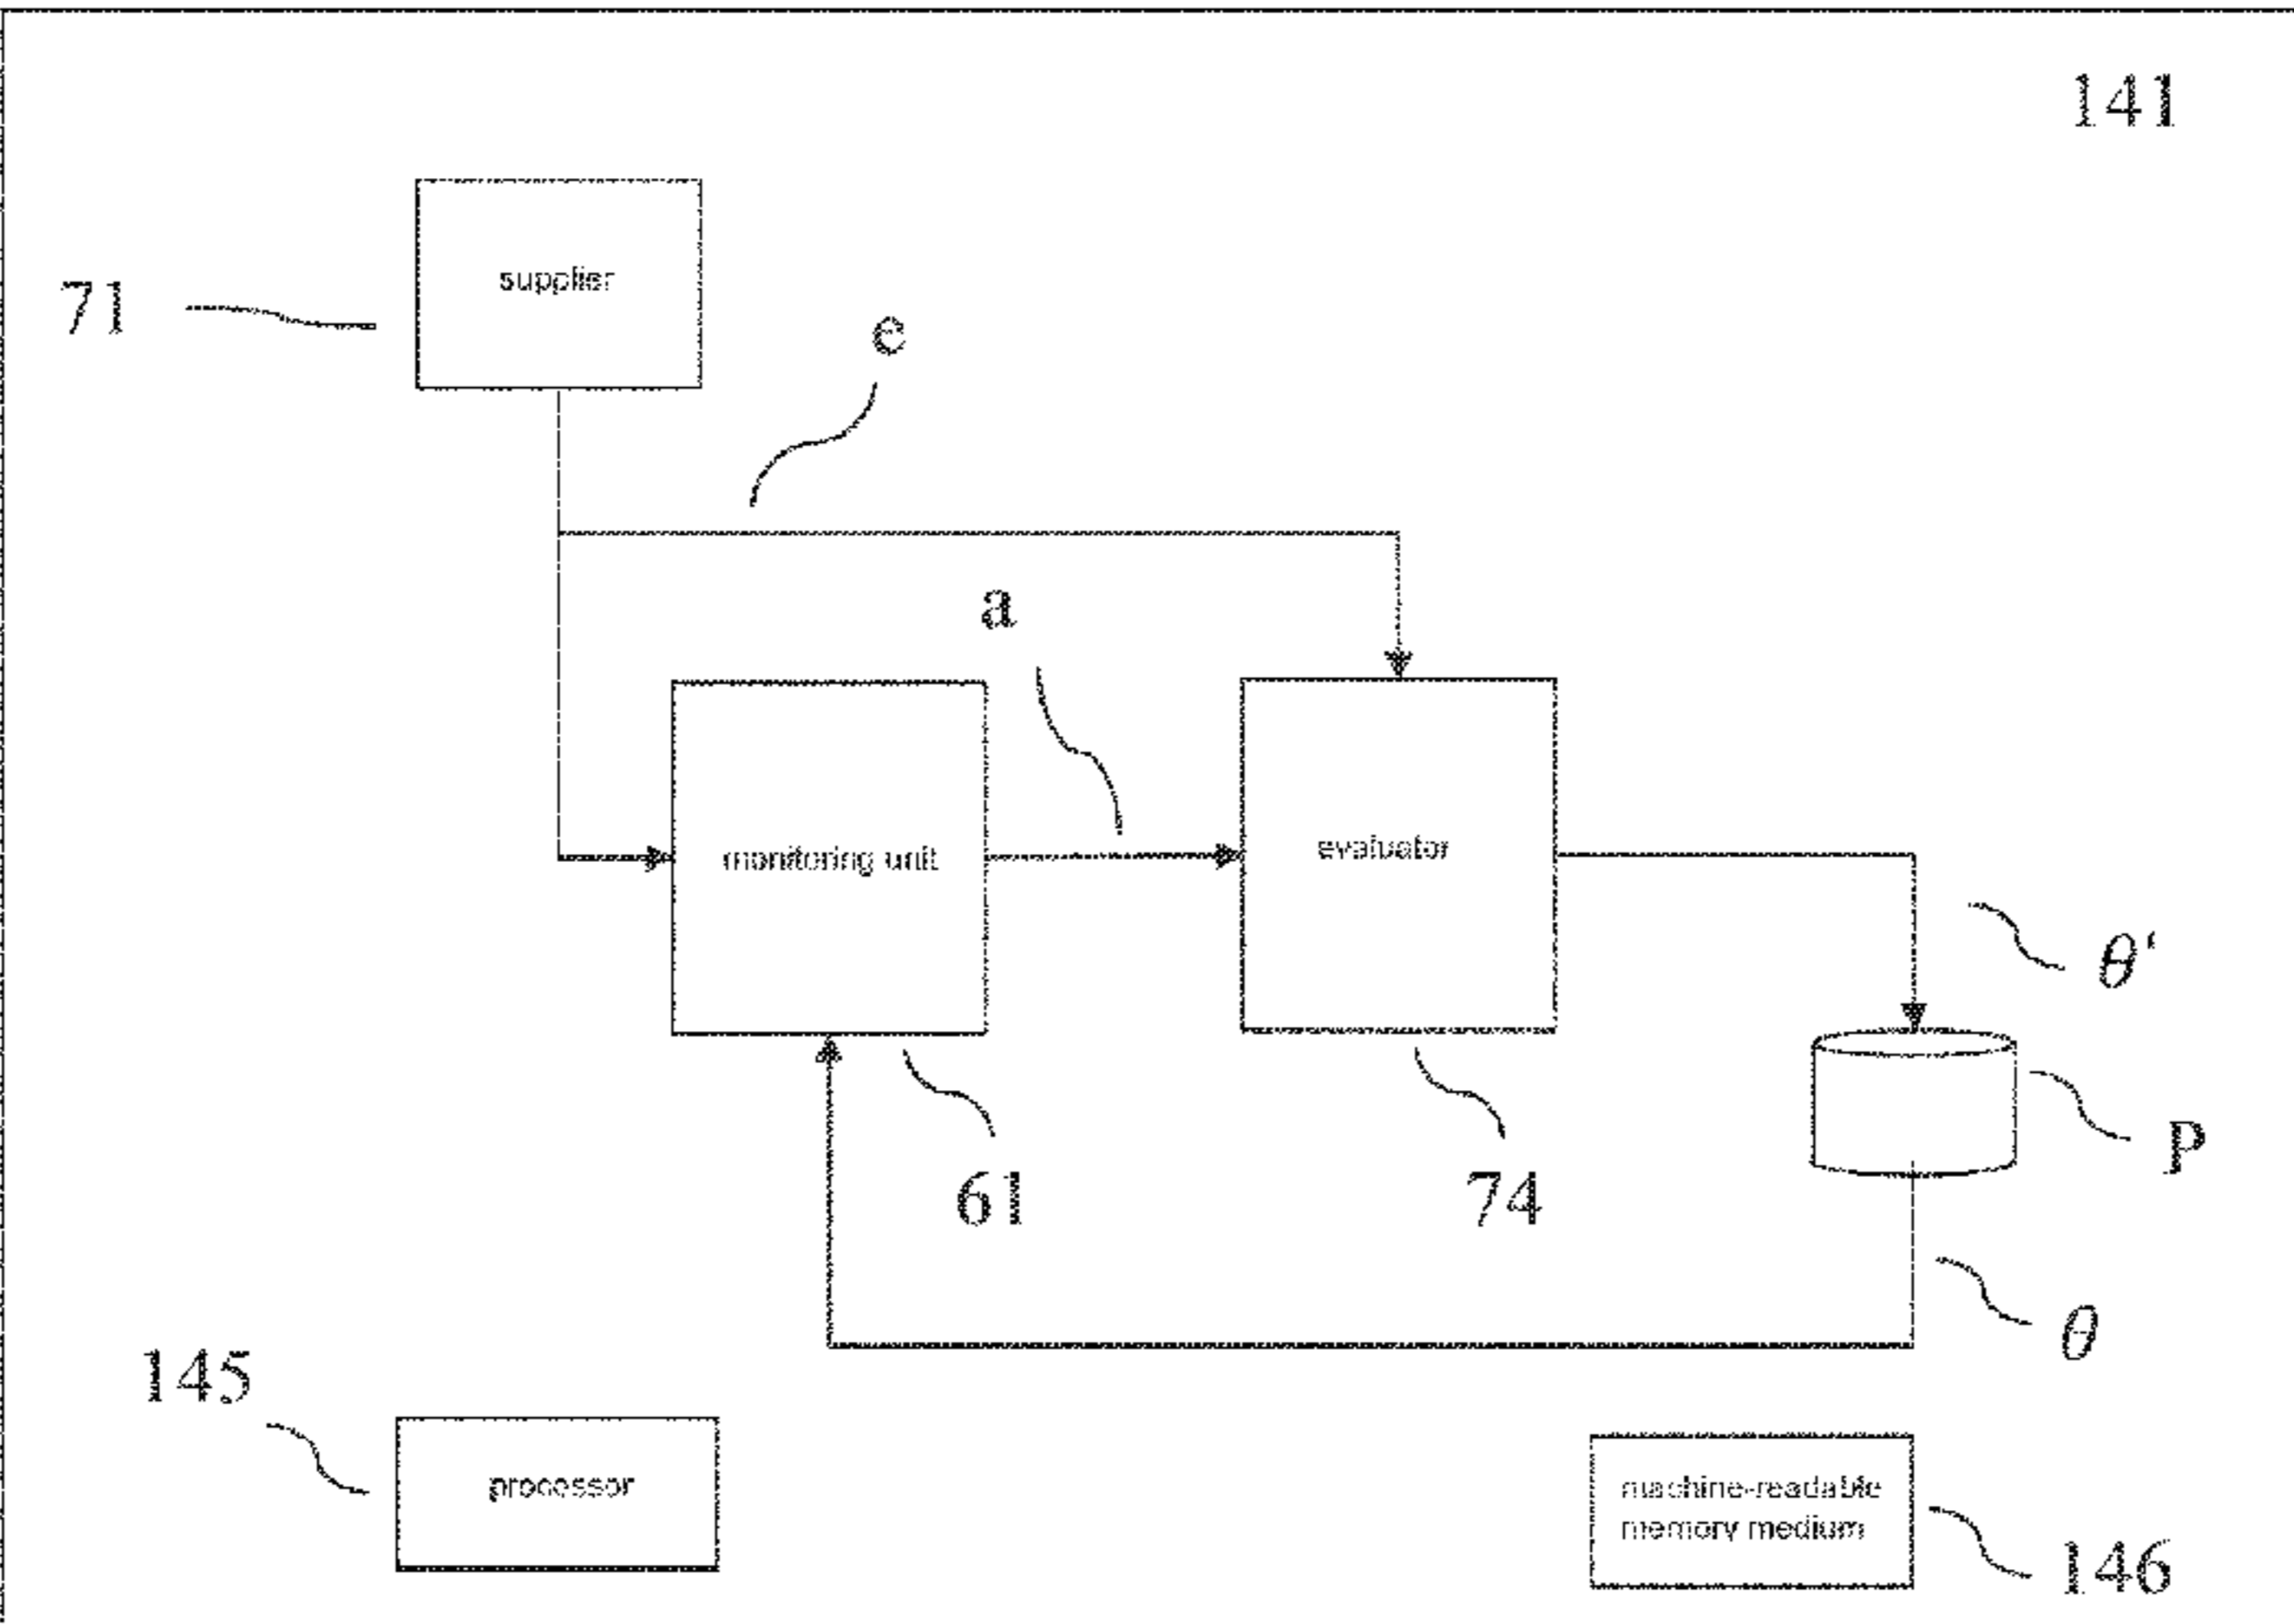 141
supplier
71
e
a
monitoring unit
evaluator
θ'
P
61
74
θ
145
processor
machine-readable
memory medium
146